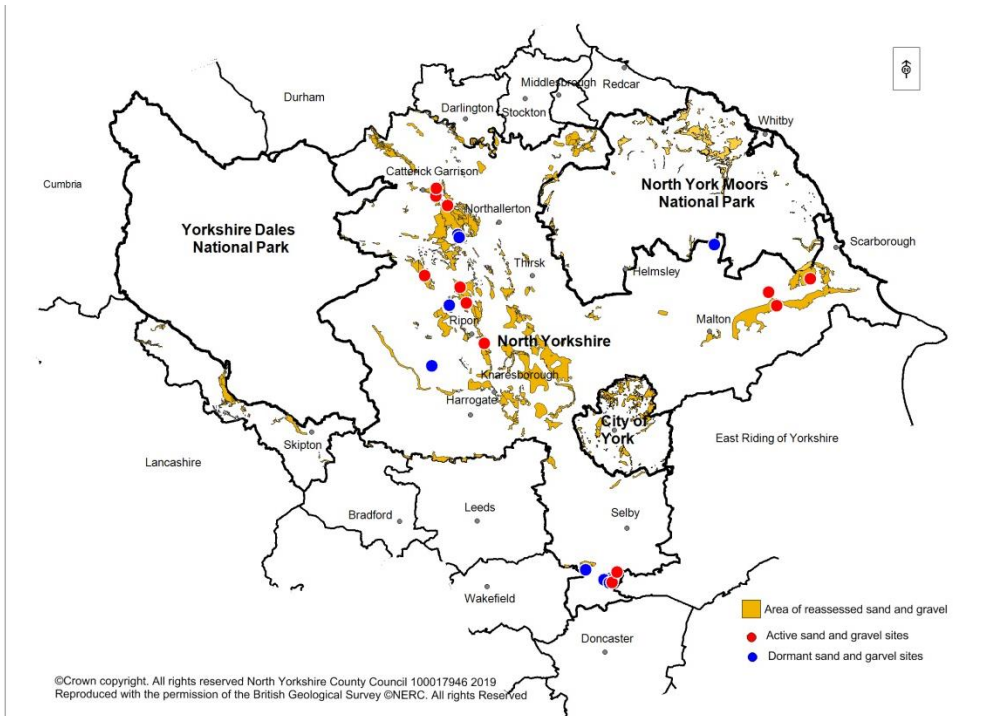 Durham
Middlesbrough
Redcar
Darlington
Stockton
Whitby
Cumbria
Catterick Garrison
North York Moors
National Park
Northallerton
Yorkshire Dales
National Park
Scarborough
Thirsk
Helmsley
Malton
Ripon
North Yorkshire
Knaresborough
Harrogate
City of
York
Skipton
East Riding of Yorkshire
Lancashire
Bradford
Leeds
Selby
Wakefield
Doncaster
Area of reassessed sand and gravel
Active sand and gravel sites
Dormant sand and garvel sites
©Crown copyright. All rights reserved North Yorkshire County Council 100017946 2019
Reproduced with the permission of the British Geological Survey ©NERC. All rights Reserved